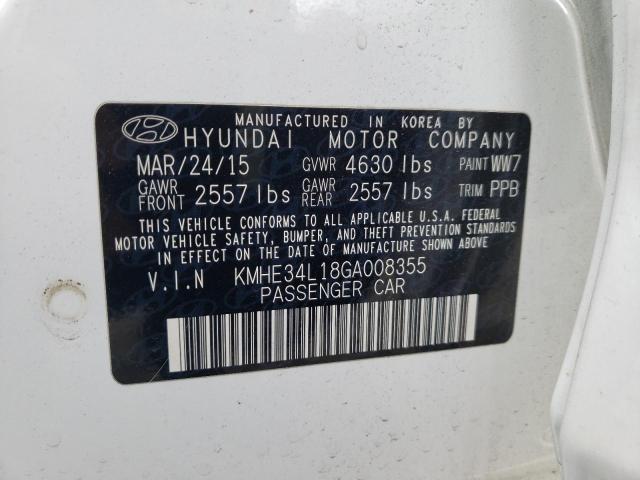 MANUFACTURED IN KOREA BY
HYUNDAI MOTOR COMPANY
MAR/24/15 GVWR 4630 lbs PAINT WW7
GAWR FRONT 2557 lbs GAWR REAR 2557 lbs TRIM PPB
THIS VEHICLE CONFORMS TO ALL APPLICABLE U.S.A. FEDERAL
MOTOR VEHICLE SAFETY, BUMPER, AND THEFT PREVENTION STANDARDS
IN EFFECT ON THE DATE OF MANUFACTURE SHOWN ABOVE
V.I.N KMHE34L18GA008355
PASSENGER CAR